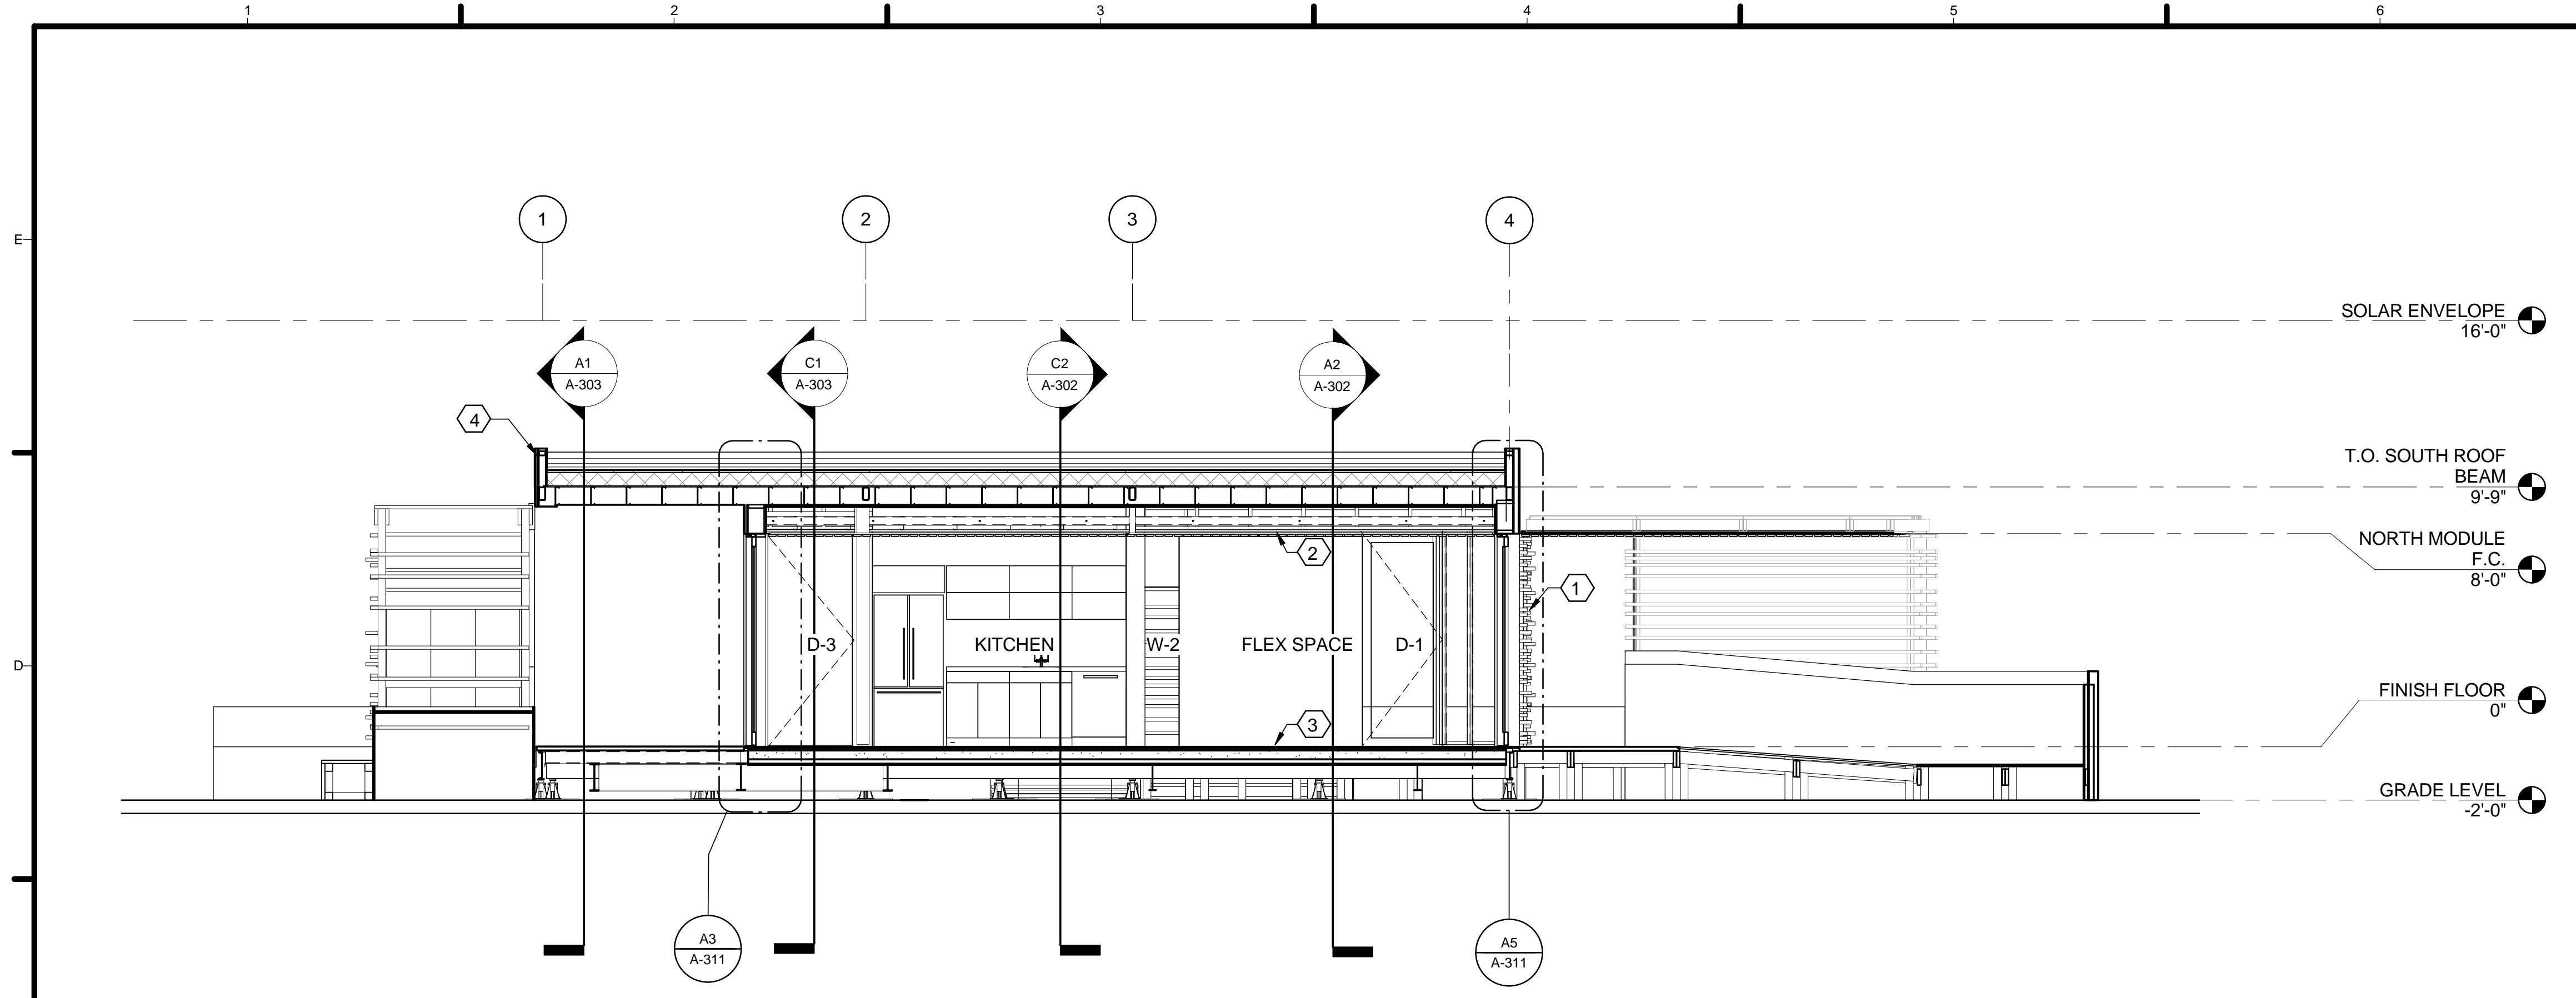 1 2 3 4 5 6
E
D
1 2 3 4
SOLAR ENVELOPE
16'-0"
A1
A-303
C1
A-303
C2
A-302
A2
A-302
4
T.O. SOUTH ROOF
BEAM
9'-9"
NORTH MODULE
F.C.
8'-0"
2
1
D-3 KITCHEN W-2 FLEX SPACE D-1
3
FINISH FLOOR
0"
GRADE LEVEL
-2'-0"
A3
A-311
A5
A-311